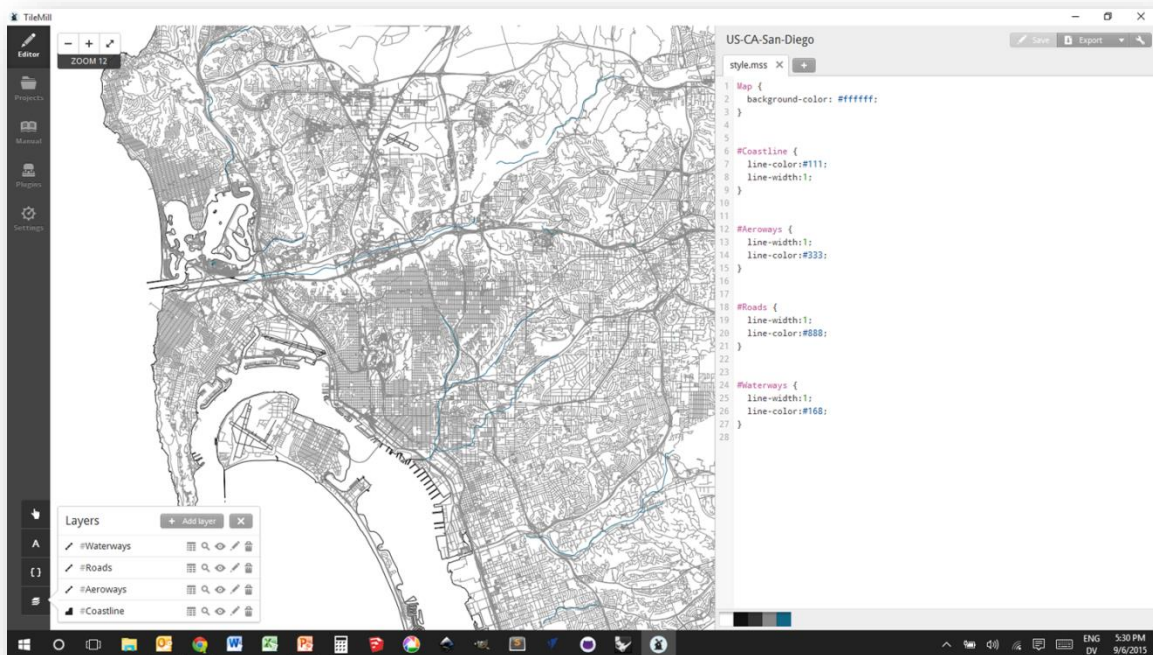 TileMill
Editor
Projects
Manual
Plugins
Settings
ZOOM 12
Layers
+ Add layer
#Waterways
#Roads
#Aeroways
#Coastline
US-CA-San-Diego
Save
Export
style.mss
1 Map {
2 background-color: #ffffff;
3 }
4
5
6 #Coastline {
7 line-color:#111;
8 line-width:1;
9 }
10
11
12 #Aeroways {
13 line-width:1;
14 line-color:#333;
15 }
16
17
18 #Roads {
19 line-width:1;
20 line-color:#888;
21 }
22
23
24 #Waterways {
25 line-width:1;
26 line-color:#168;
27 }
28
A
{}
ENG
DV
5:30 PM
9/6/2015